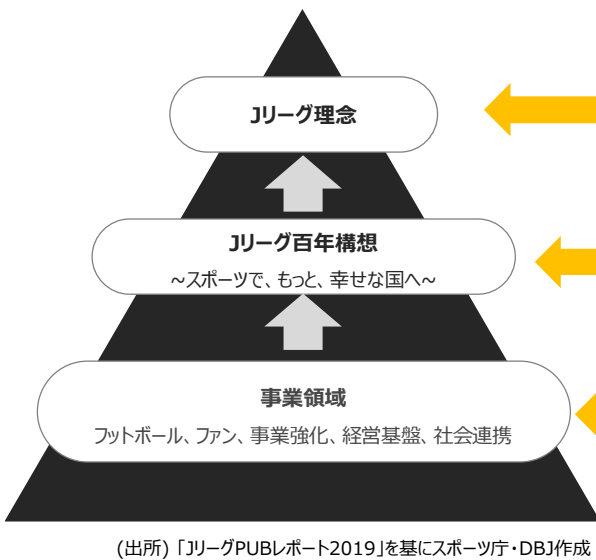 Jリーグ理念
Jリーグ百年構想
~スポーツで、もっと、幸せな国へ~
事業領域
フットボール、ファン、事業強化、経営基盤、社会連携
(出所) 「JリーグPUBレポート2019」を基にスポーツ庁・DBJ作成